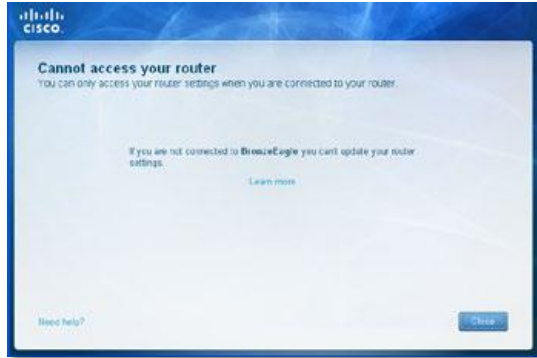 CISCO.
Cannot access your router
You can only access your router settings when you are connected to your router.
If you are not connected to BronzeEagle you can't update your router
settings.
Learn more
Need help?
Close